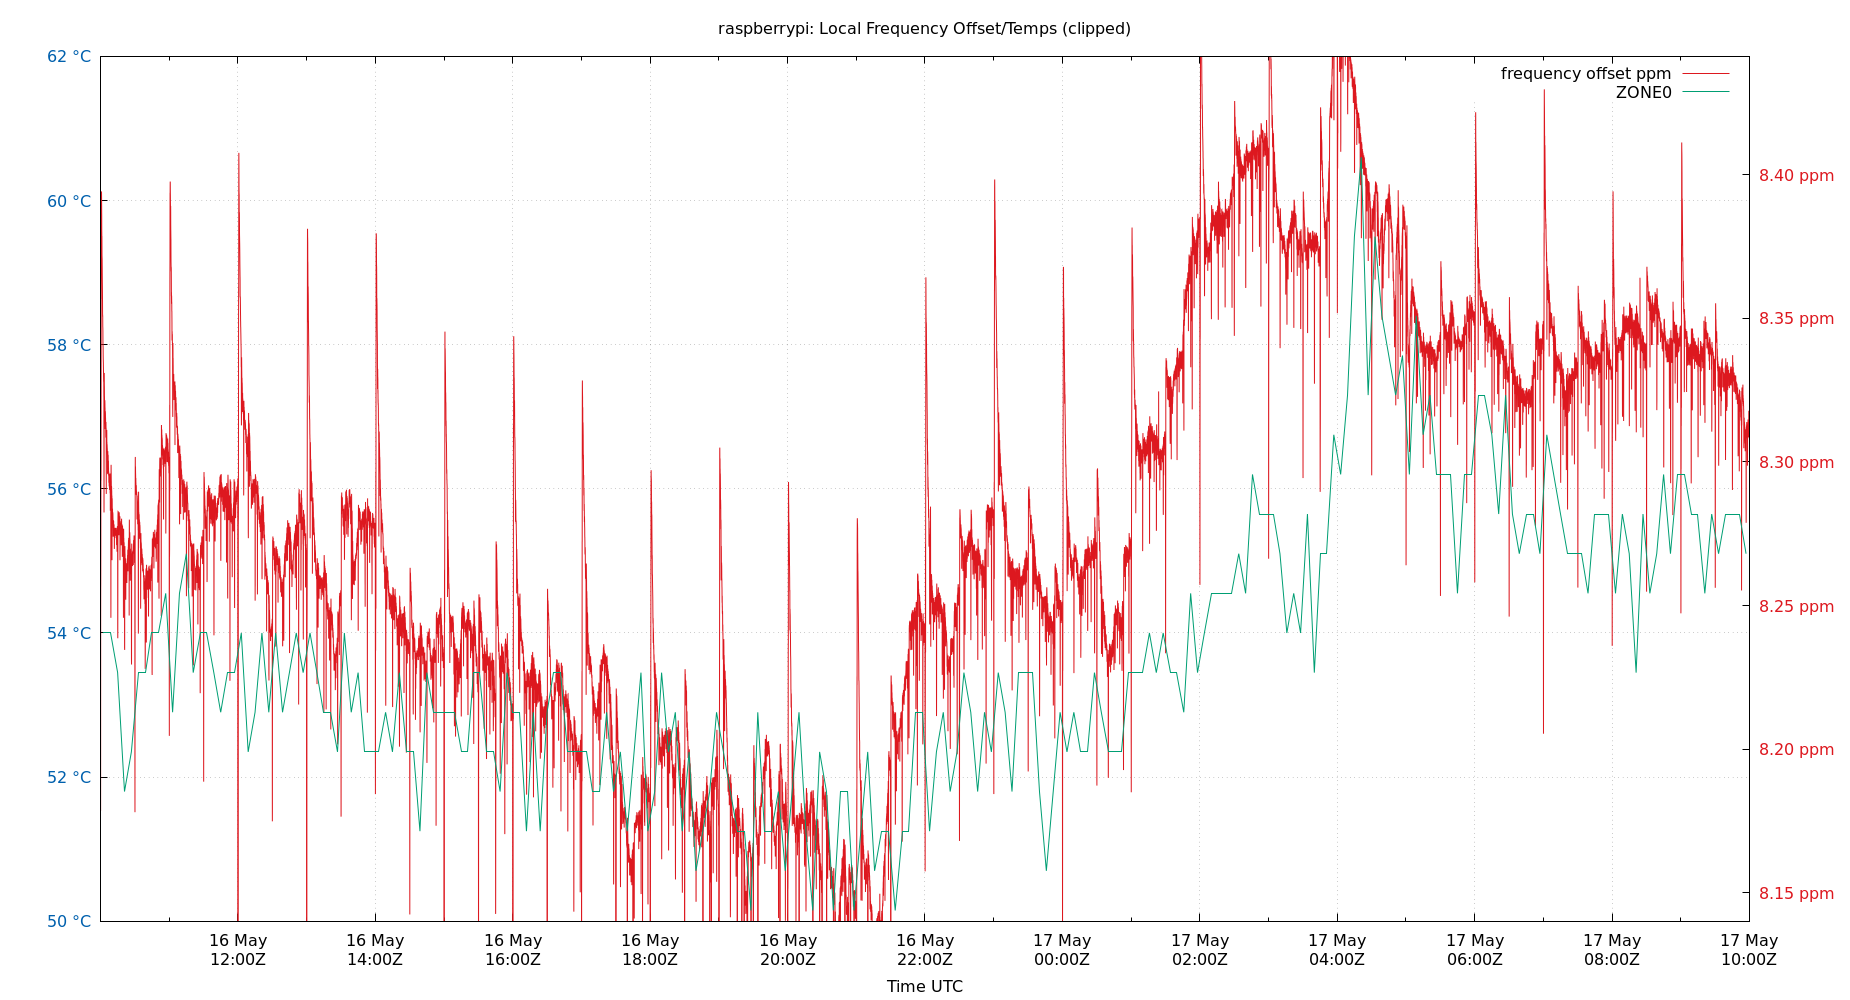 raspberrypi: Local Frequency Offset/Temps (clipped)
frequency offset ppm
ZONE0
62 °C
60 °C
58 °C
56 °C
54 °C
52 °C
50 °C
8.40 ppm
8.35 ppm
8.30 ppm
8.25 ppm
8.20 ppm
8.15 ppm
16 May
12:00Z
16 May
14:00Z
16 May
16:00Z
16 May
18:00Z
16 May
20:00Z
16 May
22:00Z
17 May
00:00Z
17 May
02:00Z
17 May
04:00Z
17 May
06:00Z
17 May
08:00Z
17 May
10:00Z
Time UTC